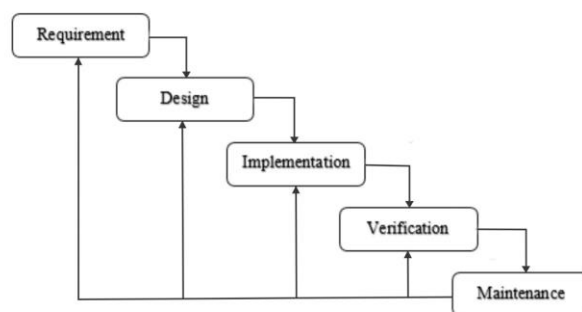 Requirement
Design
Implementation
Verification
Maintenance